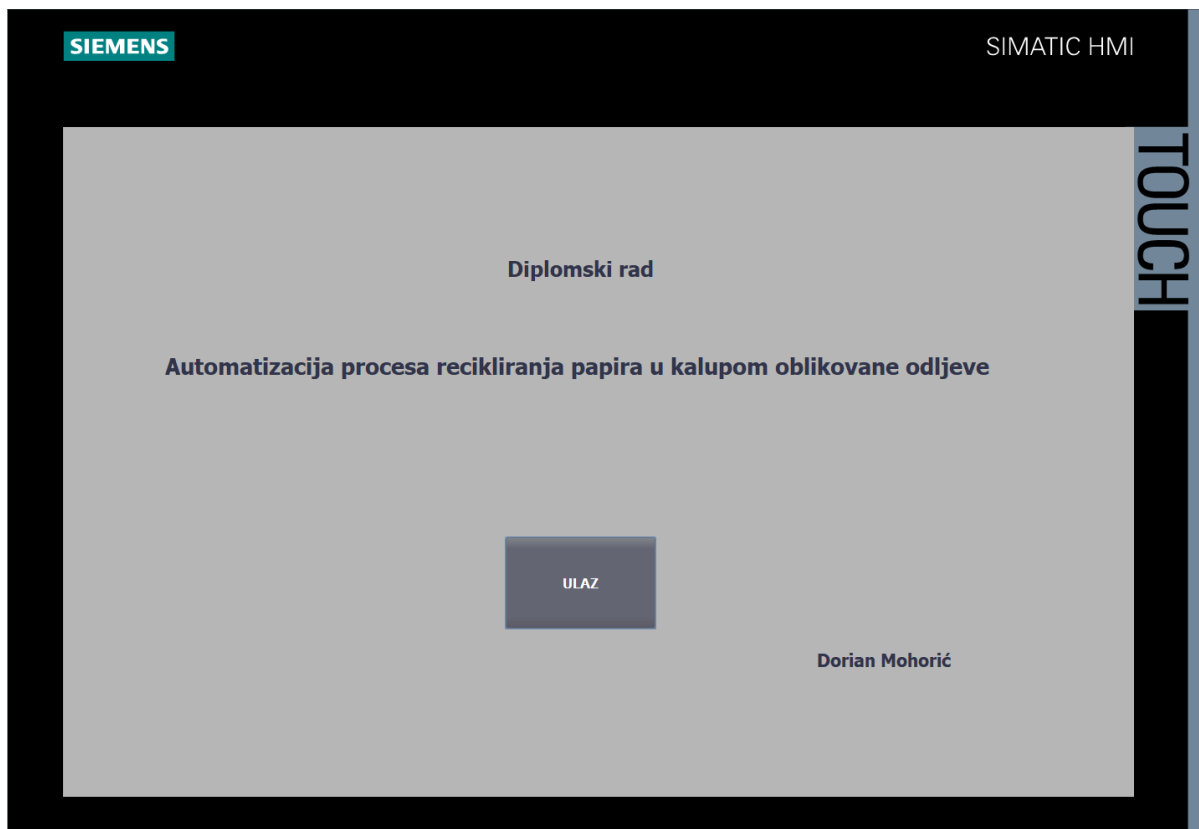 SIEMENS
SIMATIC HMI
TOUCH
Diplomski rad
Automatizacija procesa recikliranja papira u kalupom oblikovane odljeve
ULAZ
Dorian Mohorić